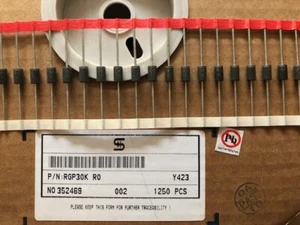 Pb
P/N:RGP30K R0 Y423
NO 352469 002 1250 PCS
PLEASE KEEP THIS FORM FOR FURTHER TRACEABILITY !